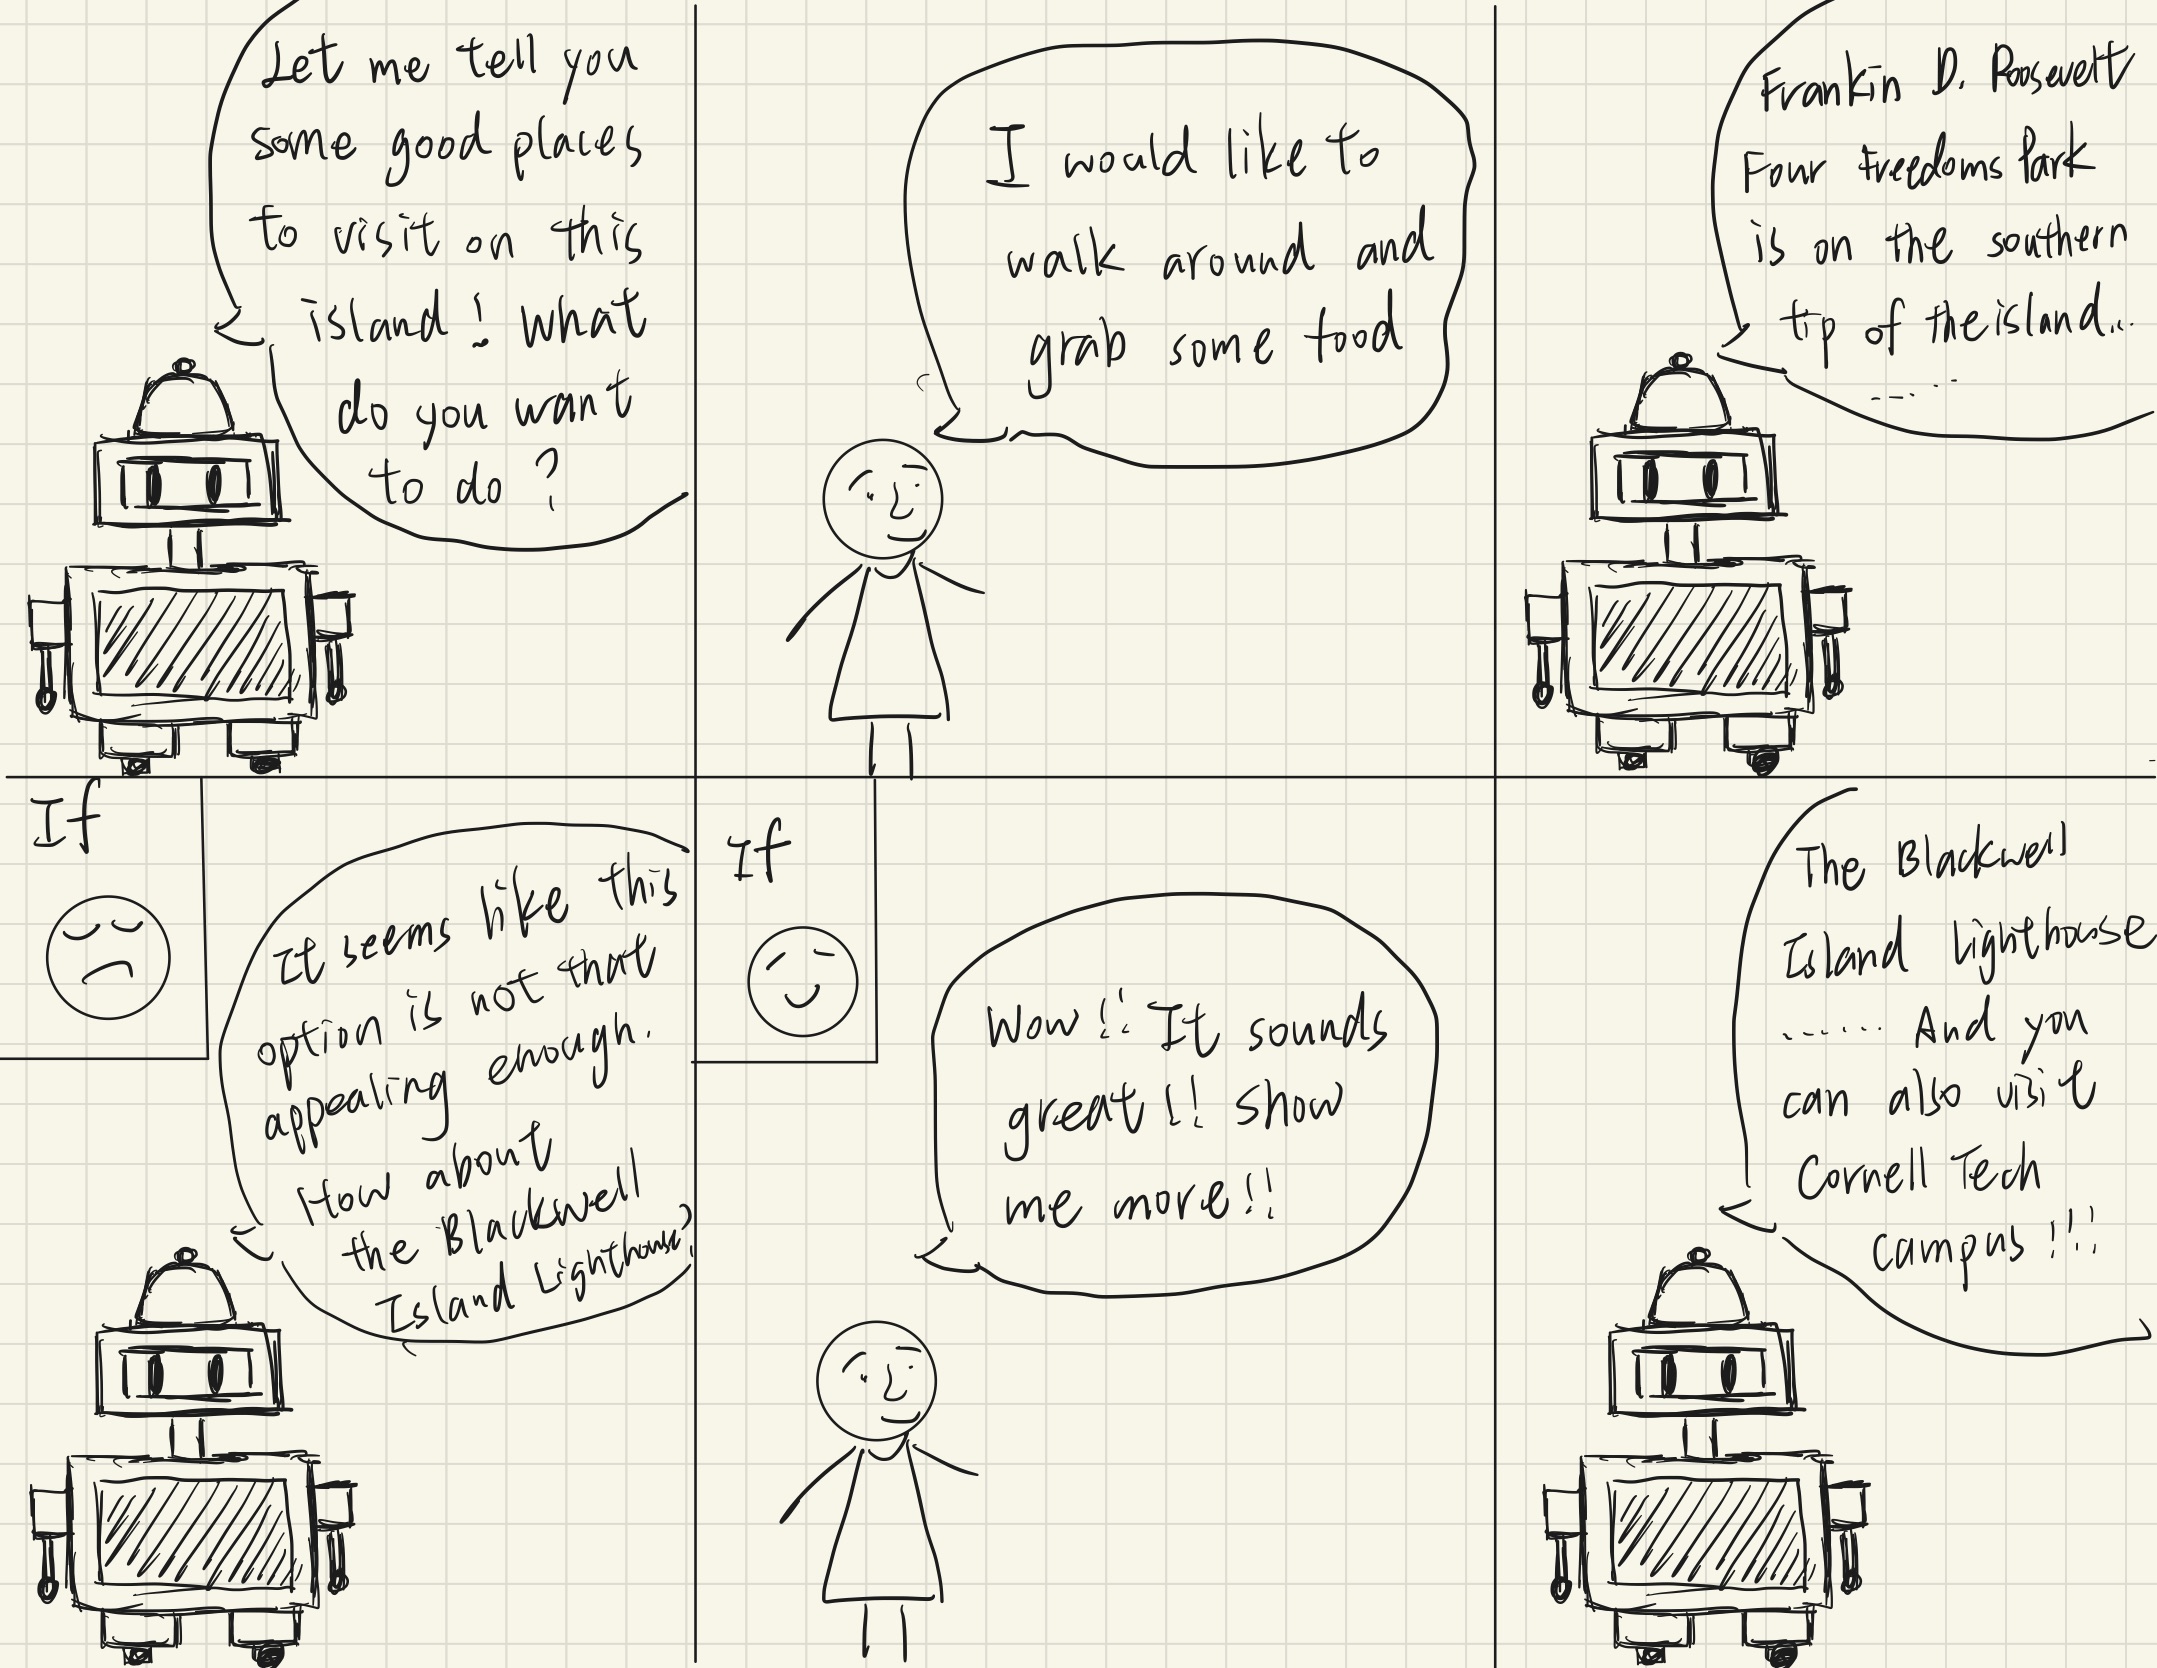 Let me tell you
some good places
to visit on this
island! What
do you want
to do?
I would like to
walk around and
grab some food
Frankin D. Roosevelt
Four Freedoms Park
is on the southern
tip of the island...
If
It seems like this
option is not that
appealing enough.
How about
the Blackwell
Island Lighthouse?
If
Wow!! It sounds
great!! Show
me more!!
The Blackwell
Island Lighthouse
...... And you
can also visit
Cornell Tech
campus!!!